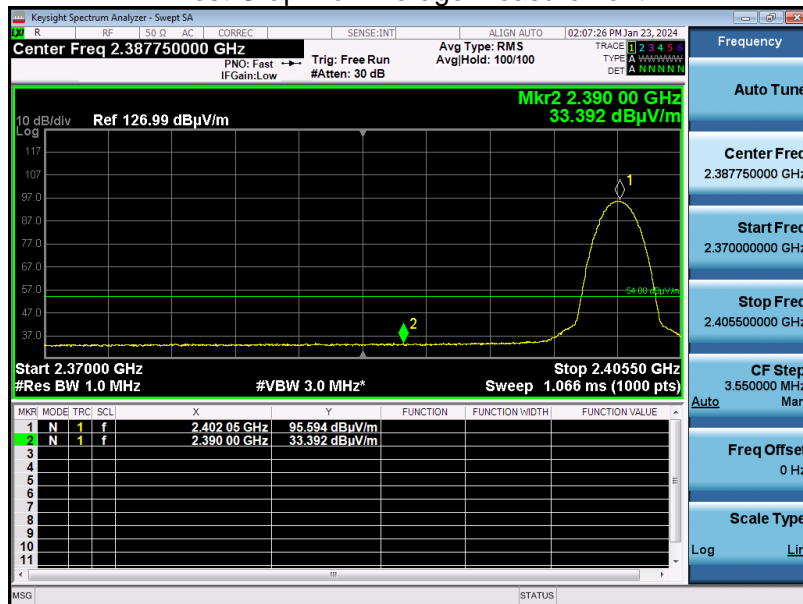 Keysight Spectrum Analyzer - Swept SA
LXI R RF 50 Ω AC CORREC SENSE:INT ALIGN AUTO 02:07:26 PM Jan 23, 2024
Center Freq 2.387750000 GHz
PNO: Fast
IFGain:Low
Trig: Free Run
#Atten: 30 dB
Avg Type: RMS
Avg|Hold: 100/100
TRACE 1 2 3 4 5 6
TYPE A WWWWW
DET A N N N N N
Mkr2 2.390 00 GHz
33.392 dBµV/m
10 dB/div
Log
Ref 126.99 dBµV/m
117
107
97.0
87.0
77.0
67.0
57.0
47.0
37.0
1
54.00 dBµV/m
2
Start 2.37000 GHz Stop 2.40550 GHz
#Res BW 1.0 MHz #VBW 3.0 MHz* Sweep 1.066 ms (1000 pts)
MKR MODE TRC SCL X Y FUNCTION FUNCTION WIDTH FUNCTION VALUE
1 N 1 f 2.402 05 GHz 95.594 dBµV/m
2 N 1 f 2.390 00 GHz 33.392 dBµV/m
3
4
5
6
7
8
9
10
11
MSG STATUS
Frequency
Auto Tune
Center Freq
2.387750000 GHz
Start Freq
2.370000000 GHz
Stop Freq
2.405500000 GHz
CF Step
3.550000 MHz
Auto Man
Freq Offset
0 Hz
Scale Type
Log Lin